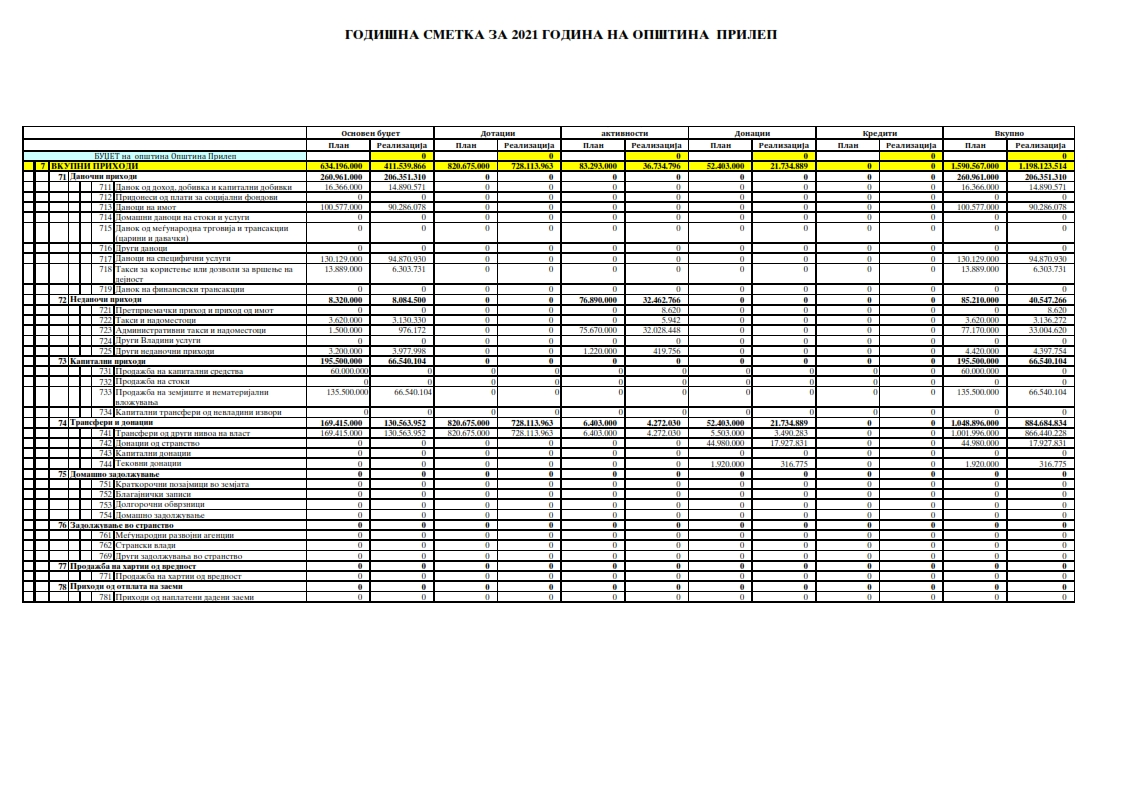 ГОДИШНА СМЕТКА ЗА 2021 ГОДИНА НА ОПШТИНА ПРИЛЕП
Основен буџет Дотации активности Донации Кредити Вкупно
План Реализација План Реализација План Реализација План Реализација План Реализација План Реализација
БУЏЕТ на општина Општина Прилеп 0 0 0 0 0 0
7 ВКУПНИ ПРИХОДИ 634.196.000 411.539.866 820.675.000 728.113.963 83.293.000 36.734.796 52.403.000 21.734.889 0 0 1.590.567.000 1.198.123.514
71 Даночни приходи 260.961.000 206.351.310 0 0 0 0 0 0 0 0 260.961.000 206.351.310
711 Данок од доход, добивка и капитални добивки 16.366.000 14.890.571 0 0 0 0 0 0 0 0 16.366.000 14.890.571
712 Придонеси од плати за социјални фондови 0 0 0 0 0 0 0 0 0 0 0 0
713 Даноци на имот 100.577.000 90.286.078 0 0 0 0 0 0 0 0 100.577.000 90.286.078
714 Домашни даноци на стоки и услуги 0 0 0 0 0 0 0 0 0 0 0 0
715 Данок од меѓународна трговија и трансакции 0 0 0 0 0 0 0 0 0 0 0 0
(царини и давачки)
716 Други даноци 0 0 0 0 0 0 0 0 0 0 0 0
717 Даноци на специфични услуги 130.129.000 94.870.930 0 0 0 0 0 0 0 0 130.129.000 94.870.930
718 Такси за користење или дозволи за вршење на 13.889.000 6.303.731 0 0 0 0 0 0 0 0 13.889.000 6.303.731
дејност
719 Данок на финансиски трансакции 0 0 0 0 0 0 0 0 0 0 0 0
72 Неданочни приходи 8.320.000 8.084.500 0 0 76.890.000 32.462.766 0 0 0 0 85.210.000 40.547.266
721 Претприемачки приход и приход од имот 0 0 0 0 0 8.620 0 0 0 0 0 8.620
722 Такси и надоместоци 3.620.000 3.130.330 0 0 0 5.942 0 0 0 0 3.620.000 3.136.272
723 Административни такси и надоместоци 1.500.000 976.172 0 0 75.670.000 32.028.448 0 0 0 0 77.170.000 33.004.620
724 Други Владини услуги 0 0 0 0 0 0 0 0 0 0 0 0
725 Други неданочни приходи 3.200.000 3.977.998 0 0 1.220.000 419.756 0 0 0 0 4.420.000 4.397.754
73 Капитални приходи 195.500.000 66.540.104 0 0 0 0 0 0 0 0 195.500.000 66.540.104
731 Продажба на капитални средства 60.000.000 0 0 0 0 0 0 0 0 0 60.000.000 0
732 Продажба на стоки 0 0 0 0 0 0 0 0 0 0 0 0
733 Продажба на земјиште и нематеријални 135.500.000 66.540.104 0 0 0 0 0 0 0 0 135.500.000 66.540.104
вложувања
734 Капитални трансфери од невладини извори 0 0 0 0 0 0 0 0 0 0 0 0
74 Трансфери и донации 169.415.000 130.563.952 820.675.000 728.113.963 6.403.000 4.272.030 52.403.000 21.734.889 0 0 1.048.896.000 884.684.834
741 Трансфери од други нивоа на власт 169.415.000 130.563.952 820.675.000 728.113.963 6.403.000 4.272.030 5.503.000 3.490.283 0 0 1.001.996.000 866.440.228
742 Донации од странство 0 0 0 0 0 0 44.980.000 17.927.831 0 0 44.980.000 17.927.831
743 Капитални донации 0 0 0 0 0 0 0 0 0 0 0 0
744 Тековни донации 0 0 0 0 0 0 1.920.000 316.775 0 0 1.920.000 316.775
75 Домашно задолжување 0 0 0 0 0 0 0 0 0 0 0 0
751 Краткорочни позајмици во земјата 0 0 0 0 0 0 0 0 0 0 0 0
752 Благајнички записи 0 0 0 0 0 0 0 0 0 0 0 0
753 Долгорочни обврзници 0 0 0 0 0 0 0 0 0 0 0 0
754 Домашно задолжување 0 0 0 0 0 0 0 0 0 0 0 0
76 Задолжување во странство 0 0 0 0 0 0 0 0 0 0 0 0
761 Меѓународни развојни агенции 0 0 0 0 0 0 0 0 0 0 0 0
762 Странски влади 0 0 0 0 0 0 0 0 0 0 0 0
769 Други задолжувања во странство 0 0 0 0 0 0 0 0 0 0 0 0
77 Продажба на хартии од вредност 0 0 0 0 0 0 0 0 0 0 0 0
771 Продажба на хартии од вредност 0 0 0 0 0 0 0 0 0 0 0 0
78 Приходи од отплата на заеми 0 0 0 0 0 0 0 0 0 0 0 0
781 Приходи од наплатени дадени заеми 0 0 0 0 0 0 0 0 0 0 0 0